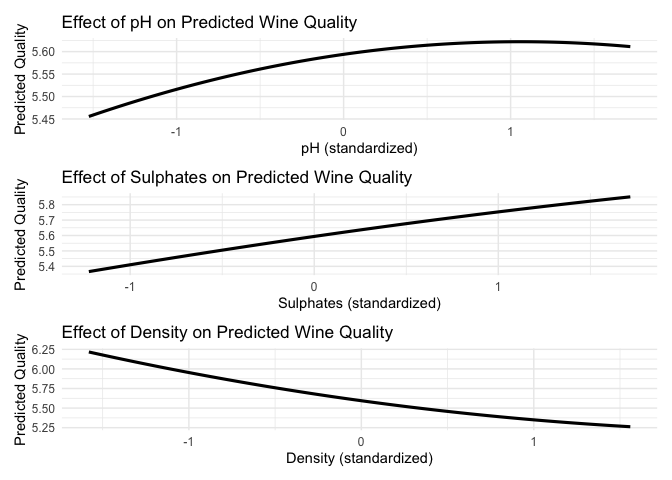 Effect of pH on Predicted Wine Quality
Predicted Quality
5.60
5.55
5.50
5.45
-1 0 1
pH (standardized)
Effect of Sulphates on Predicted Wine Quality
Predicted Quality
5.8
5.7
5.6
5.5
5.4
-1 0 1
Sulphates (standardized)
Effect of Density on Predicted Wine Quality
Predicted Quality
6.25
6.00
5.75
5.50
5.25
-1 0 1
Density (standardized)